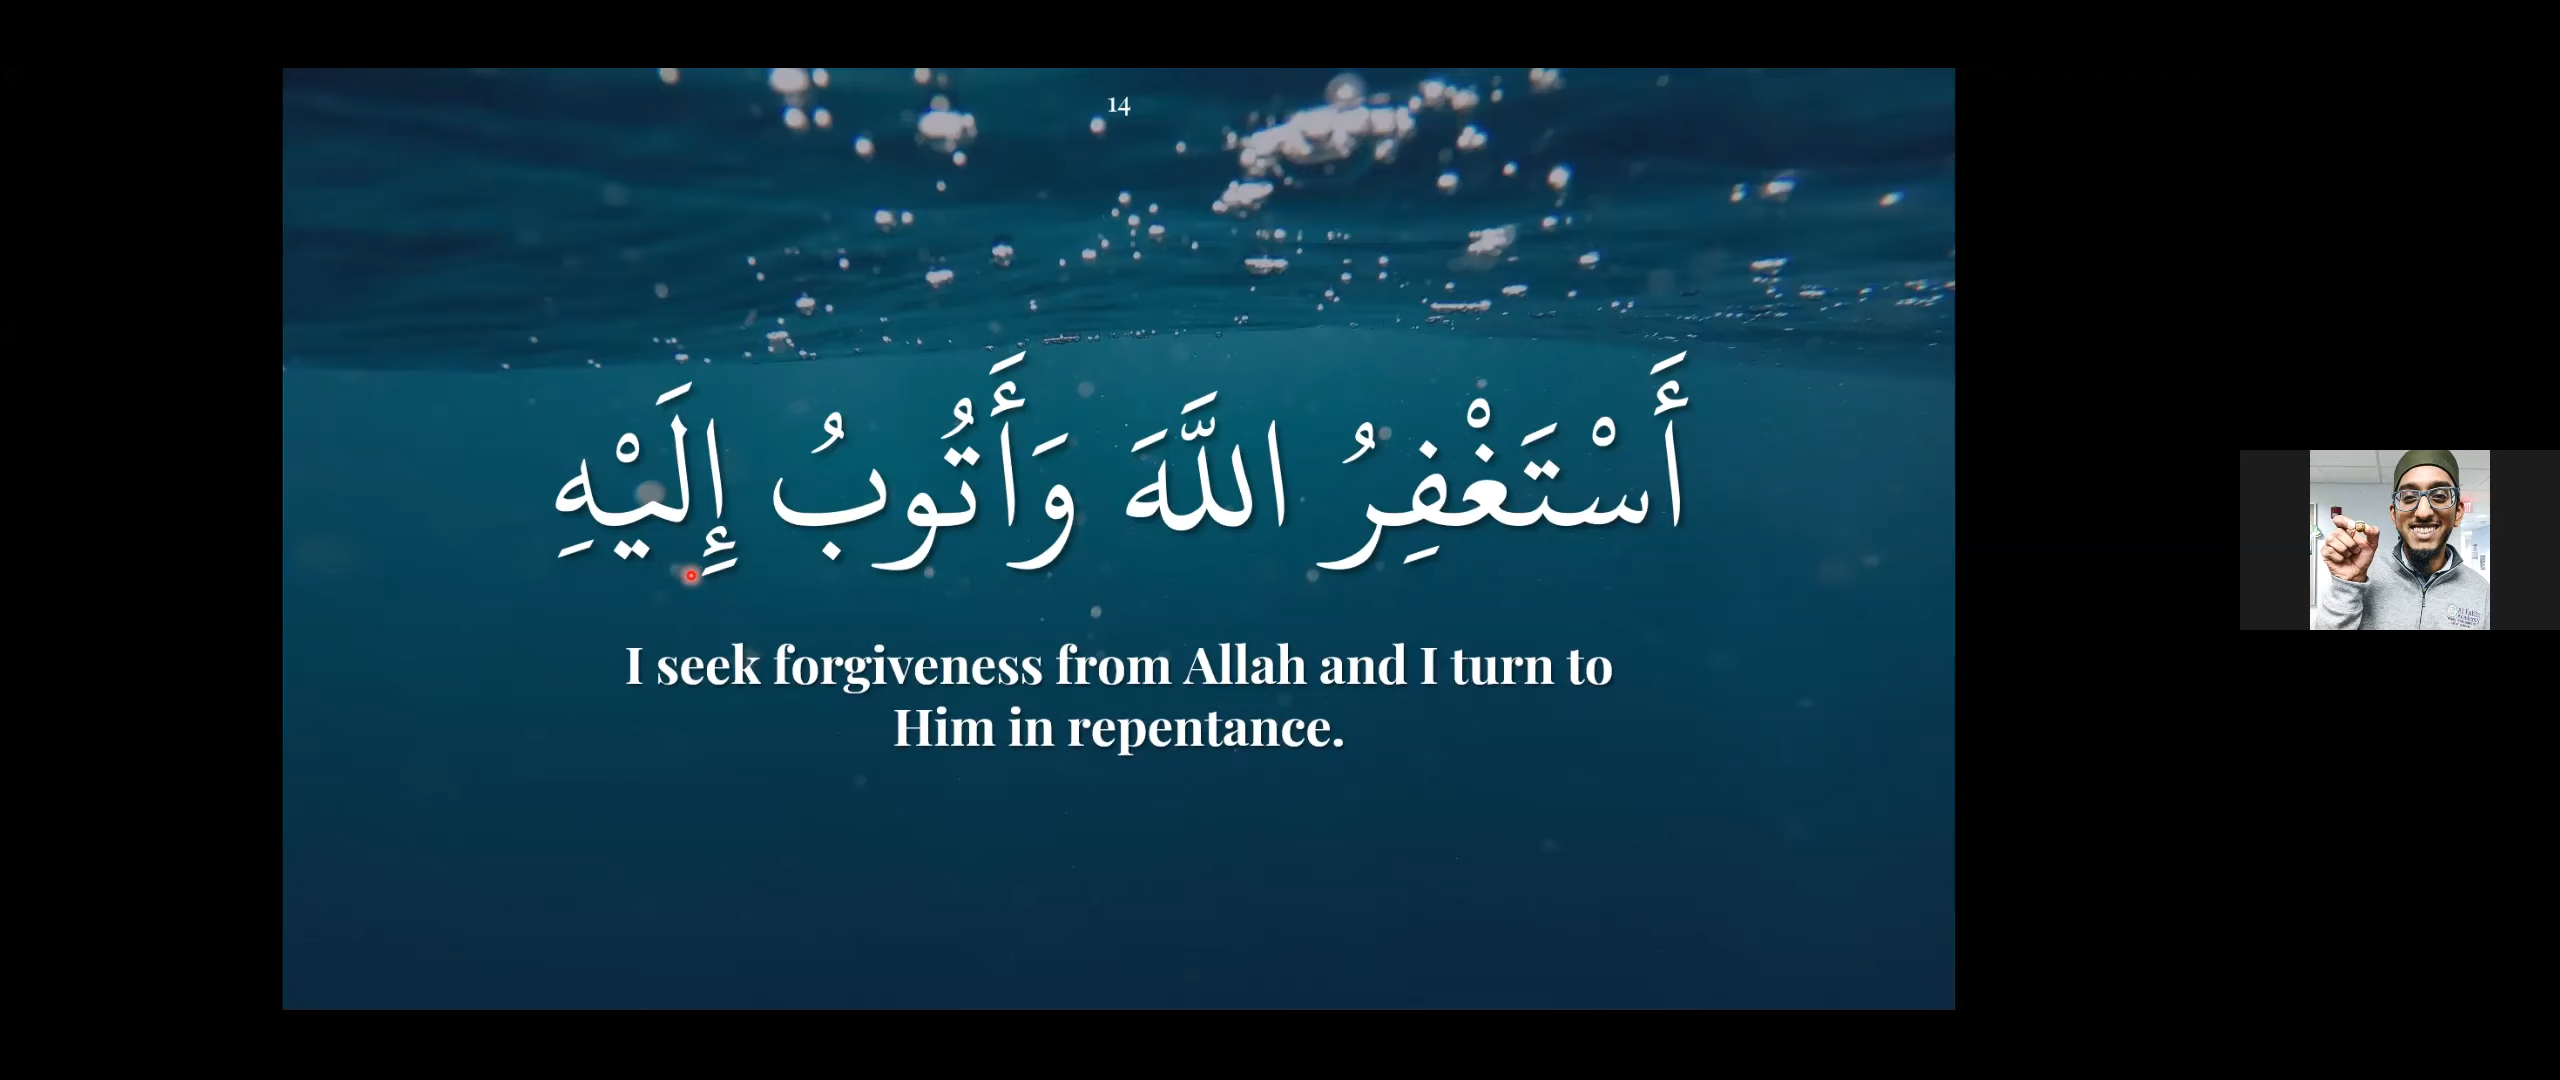 14
أَسْتَغْفِرُ اللَّهَ وَأَتُوبُ إِلَيْهِ
I seek forgiveness from Allah and I turn to
Him in repentance.